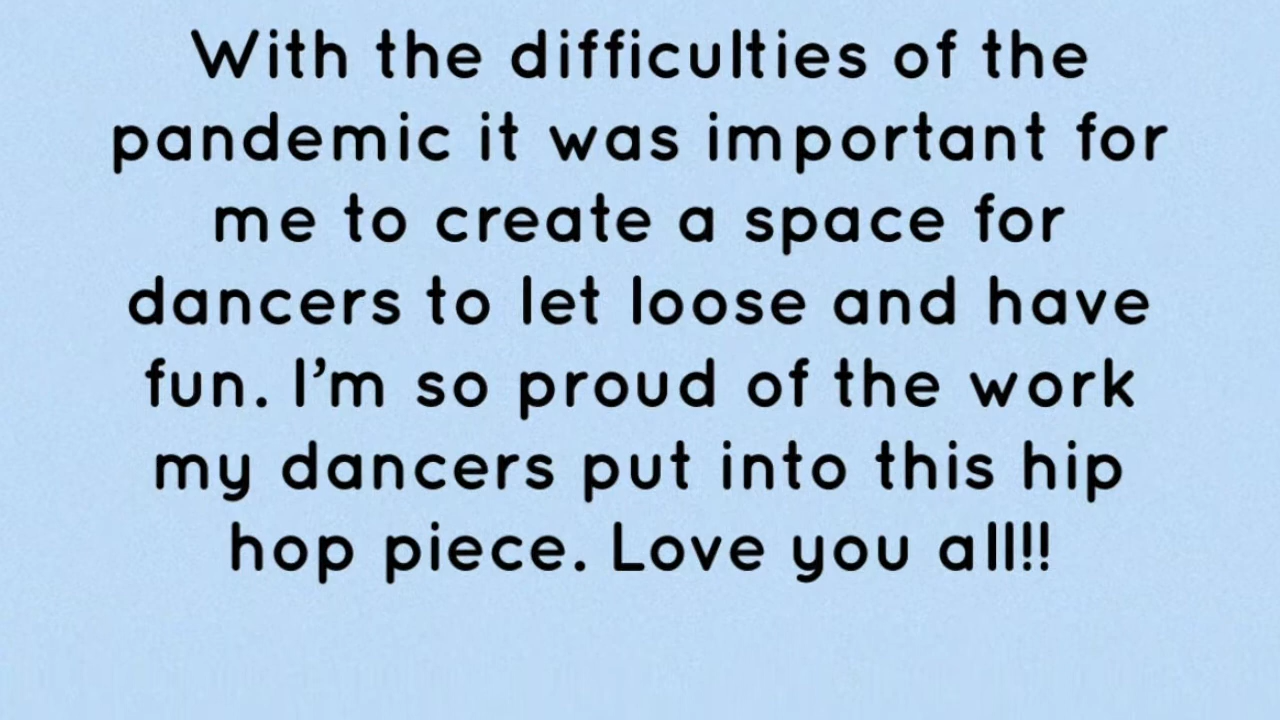 With the difficulties of the
pandemic it was important for
me to create a space for
dancers to let loose and have
fun. I’m so proud of the work
my dancers put into this hip
hop piece. Love you all!!